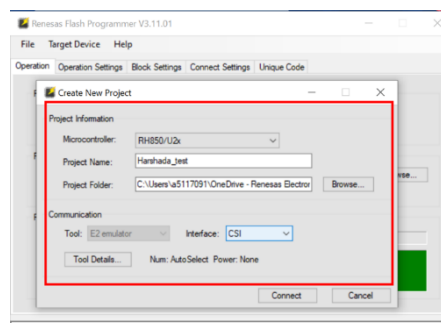 Renesas Flash Programmer V3.11.01
File Target Device Help
Operation Operation Settings Block Settings Connect Settings Unique Code
Create New Project
Project Information
Microcontroller: RH850/U2x
Project Name: Harshada_test
Project Folder: C:\Users\a5117091\OneDrive - Renesas Electror Browse...
Communication
Tool: E2 emulator Interface: CSI
Tool Details... Num: AutoSelect Power: None
Connect Cancel